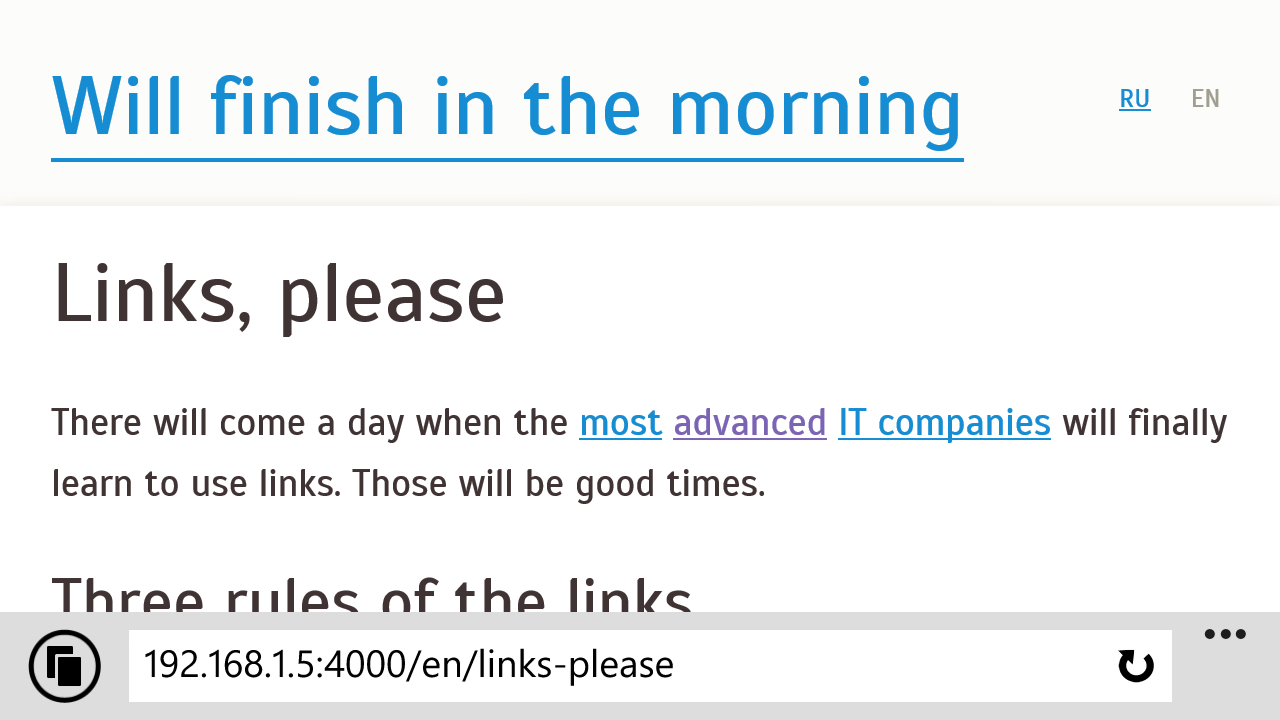 Will finish in the morning
RU EN
Links, please
There will come a day when the most advanced IT companies will finally
learn to use links. Those will be good times.
Three rules of the links
192.168.1.5:4000/en/links-please